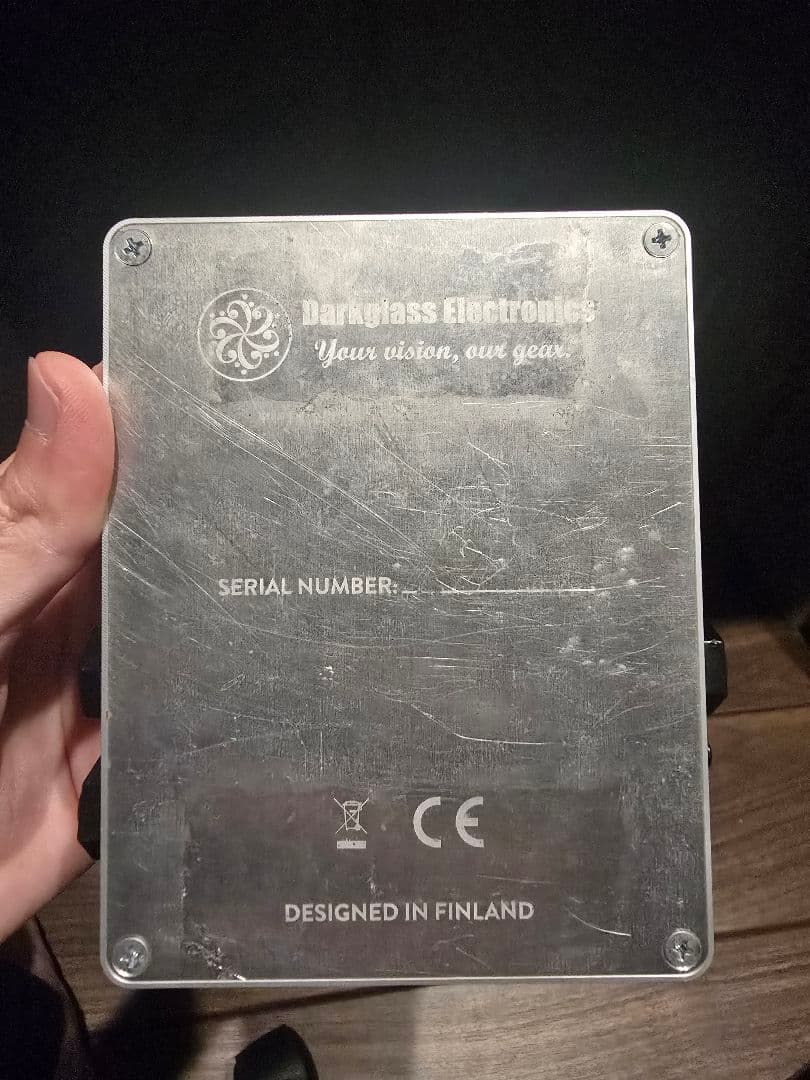 Darkglass Electronics
Your vision, our gear.
SERIAL NUMBER:
CE
DESIGNED IN FINLAND